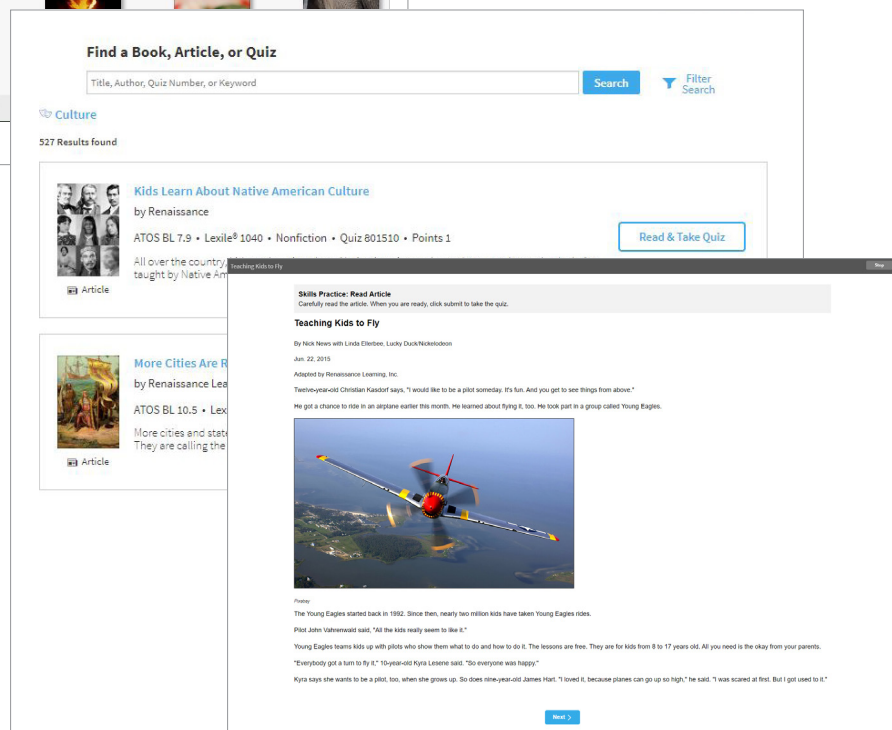 Find a Book, Article, or Quiz
Title, Author, Quiz Number, or Keyword
Search
Filter
Search
Culture
527 Results found
Kids Learn About Native American Culture
by Renaissance
ATOS BL 7.9 • Lexile® 1040 • Nonfiction • Quiz 801510 • Points 1
Read & Take Quiz
All over the country,
taught by Native Am
Article
More Cities Are R
by Renaissance Lea
ATOS BL 10.5 • Lex
More cities and state
They are calling the
Article
Teaching Kids to Fly
Stop
Skills Practice: Read Article
Carefully read the article. When you are ready, click submit to take the quiz.
Teaching Kids to Fly
By Nick News with Linda Ellerbee, Lucky Duck/Nickelodeon
Jun. 22, 2015
Adapted by Renaissance Learning, Inc.
Twelve-year-old Christian Kasdorf says, "I would like to be a pilot someday. It's fun. And you get to see things from above."
He got a chance to ride in an airplane earlier this month. He learned about flying it, too. He took part in a group called Young Eagles.
Pixabay
The Young Eagles started back in 1992. Since then, nearly two million kids have taken Young Eagles rides.
Pilot John Vahrenwald said, "All the kids really seem to like it."
Young Eagles teams kids up with pilots who show them what to do and how to do it. The lessons are free. They are for kids from 8 to 17 years old. All you need is the okay from your parents.
"Everybody got a turn to fly it," 10-year-old Kyra Lesene said. "So everyone was happy."
Kyra says she wants to be a pilot, too, when she grows up. So does nine-year-old James Hart. "I loved it, because planes can go up so high," he said. "I was scared at first. But I got used to it."
Next >